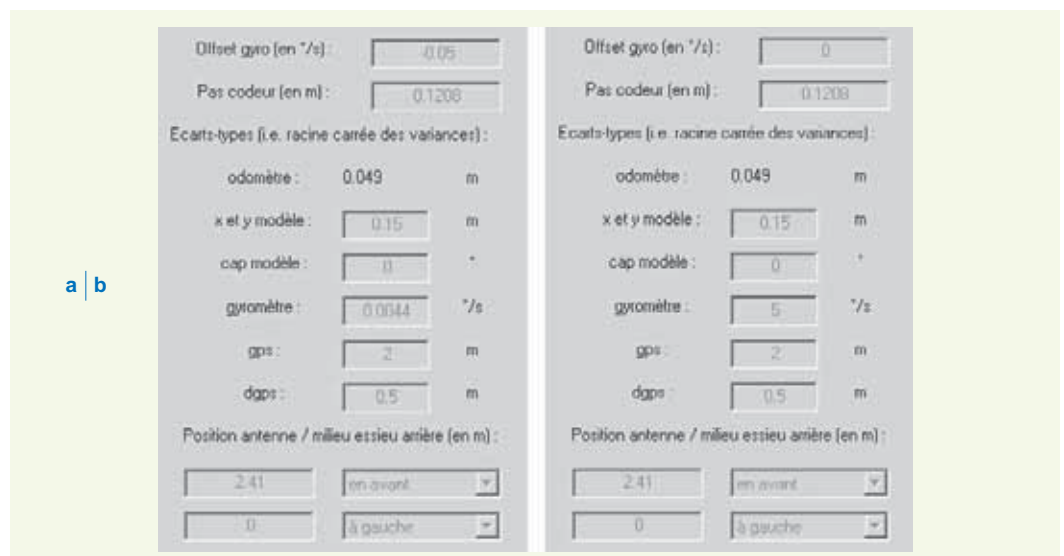 a b
Offset gyro (en °/s) : -0.05
Pas codeur (en m) : 0.1208
Ecarts-types (i.e. racine carrée des variances) :
odomètre : 0.049 m
x et y modèle : 0.15 m
cap modèle : 0 °
gyromètre : 0.0044 °/s
gps : 2 m
dgps : 0.5 m
Position antenne / milieu essieu arrière (en m) :
2.41 en avant
0 à gauche
Offset gyro (en °/s) : 0
Pas codeur (en m) : 0.1208
Ecarts-types (i.e. racine carrée des variances) :
odomètre : 0.049 m
x et y modèle : 0.15 m
cap modèle : 0 °
gyromètre : 5 °/s
gps : 2 m
dgps : 0.5 m
Position antenne / milieu essieu arrière (en m) :
2.41 en avant
0 à gauche